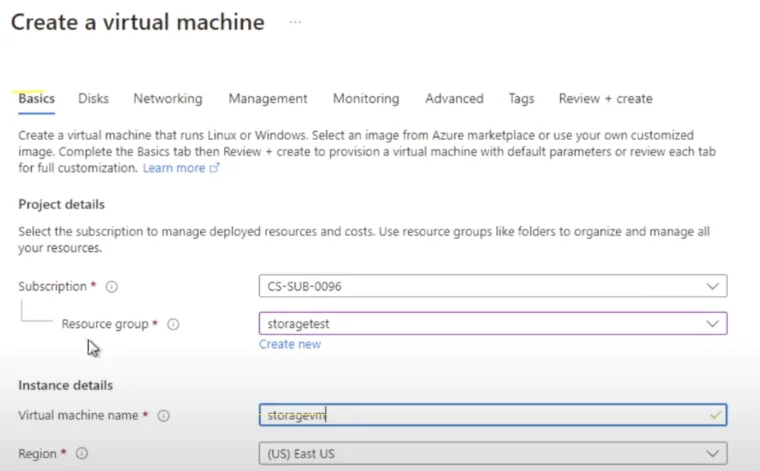 Create a virtual machine ...
Basics Disks Networking Management Monitoring Advanced Tags Review + create
Create a virtual machine that runs Linux or Windows. Select an image from Azure marketplace or use your own customized
image. Complete the Basics tab then Review + create to provision a virtual machine with default parameters or review each tab
for full customization. Learn more
Project details
Select the subscription to manage deployed resources and costs. Use resource groups like folders to organize and manage all
your resources.
Subscription * CS-SUB-0096
Resource group * storagetest
Create new
Instance details
Virtual machine name * storagevm
Region * (US) East US